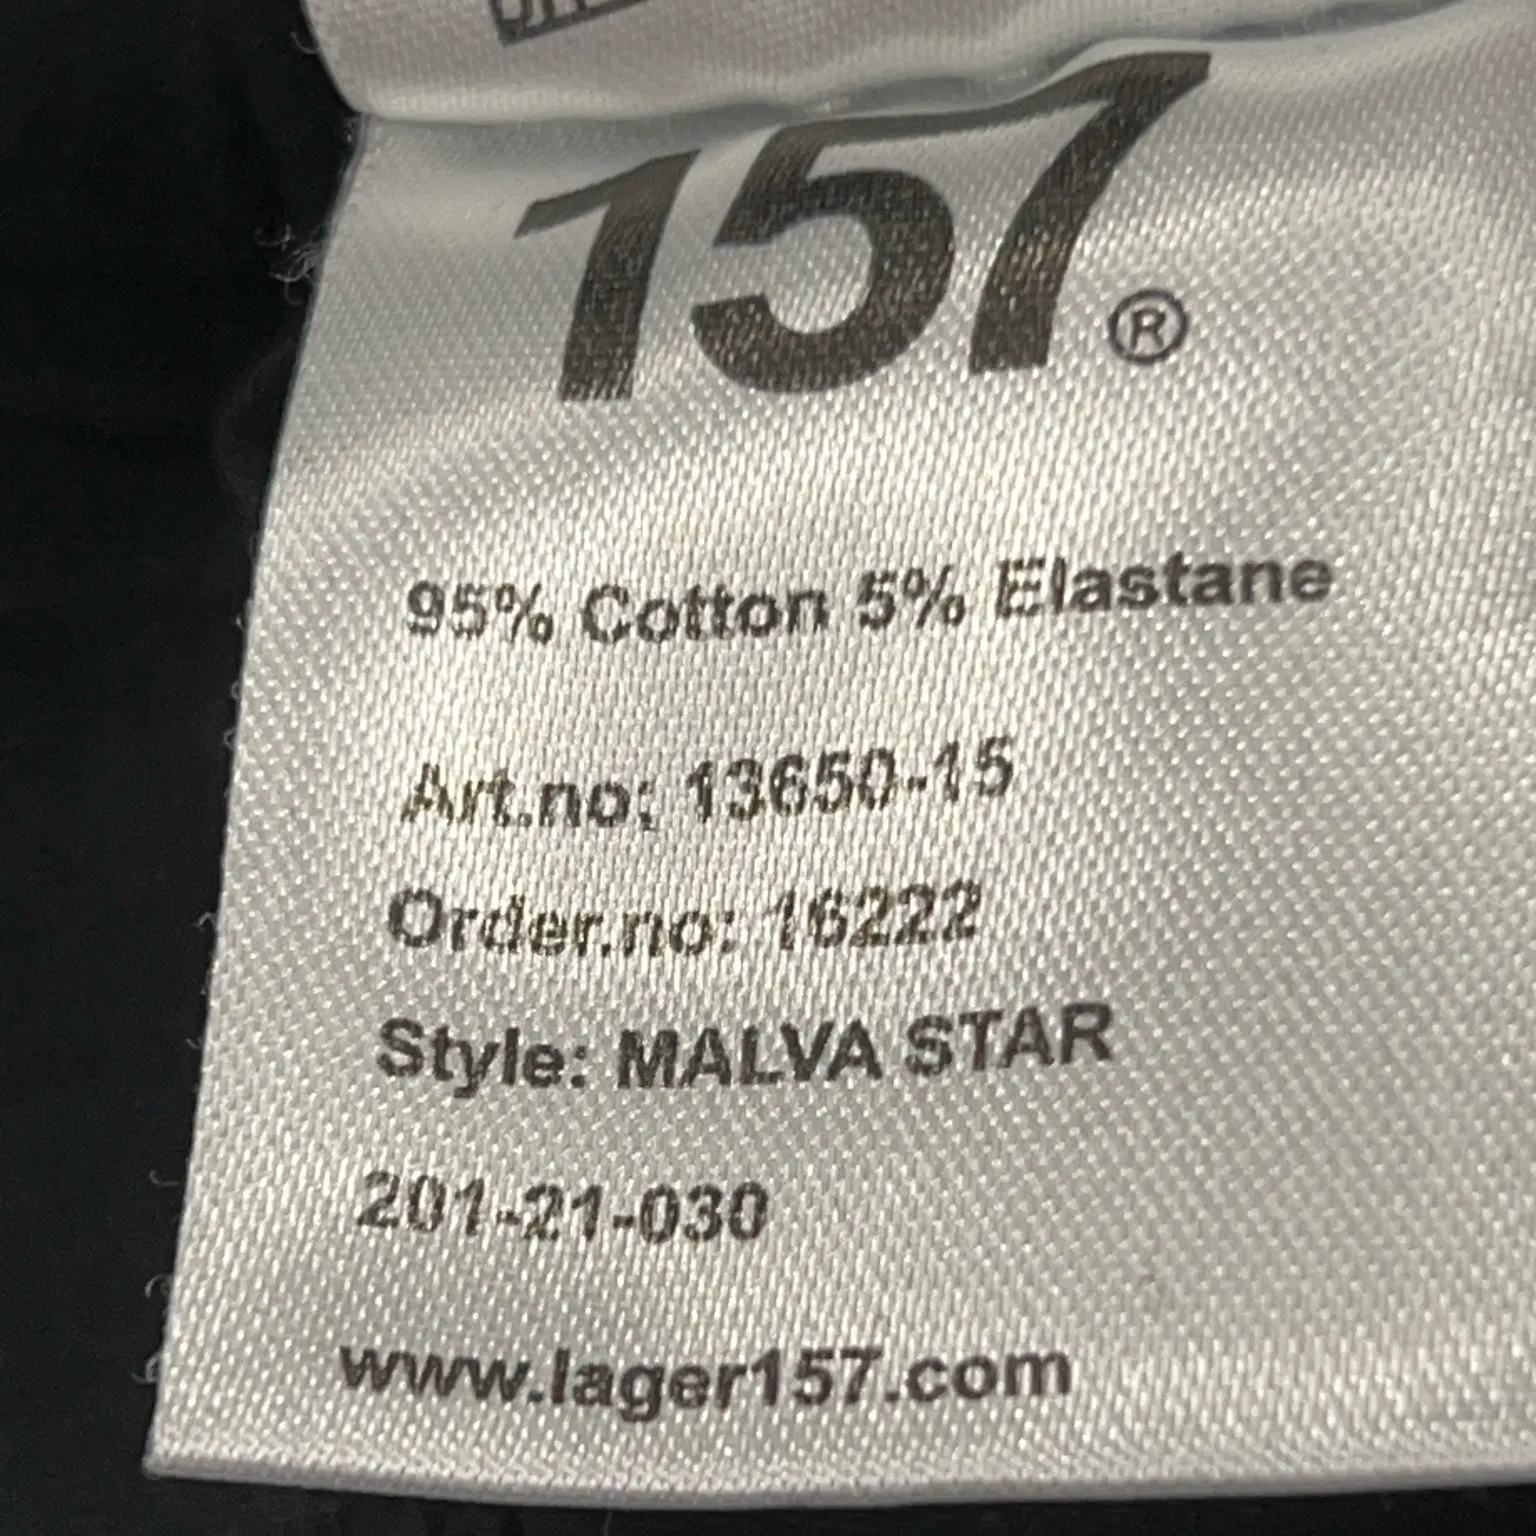 157®
95% Cotton 5% Elastane
Art.no: 13650-15
Order.no: 16222
Style: MALVA STAR
201-21-030
www.lager157.com